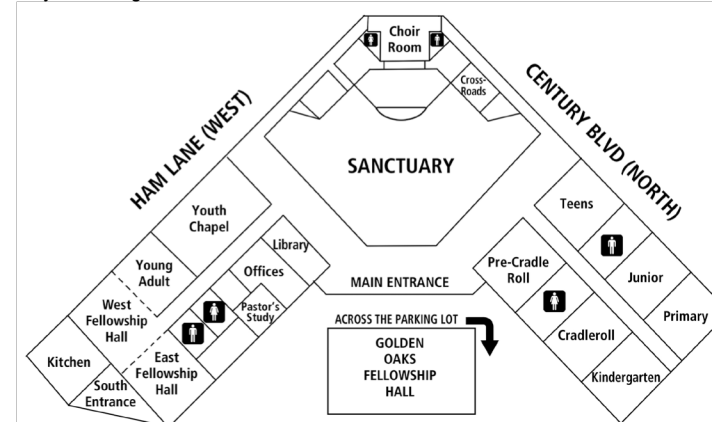 Choir
Room
Cross-
Roads
HAM LANE (WEST)
CENTURY BLVD (NORTH)
SANCTUARY
Youth
Chapel
Teens
Library
Young
Adult
Offices
Pre-Cradle
Roll
Junior
MAIN ENTRANCE
West
Fellowship
Hall
Pastor's
Study
Primary
ACROSS THE PARKING LOT
Cradleroll
GOLDEN
OAKS
FELLOWSHIP
HALL
Kitchen
East
Fellowship
Hall
South
Entrance
Kindergarten